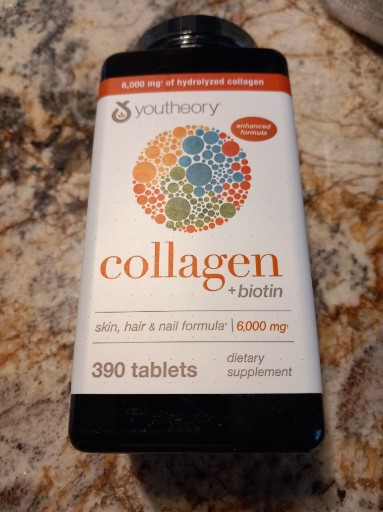 6,000 mg† of hydrolyzed collagen
youtheory
enhanced
formula
collagen
+biotin
skin, hair & nail formula* | 6,000 mg†
390 tablets
dietary
supplement